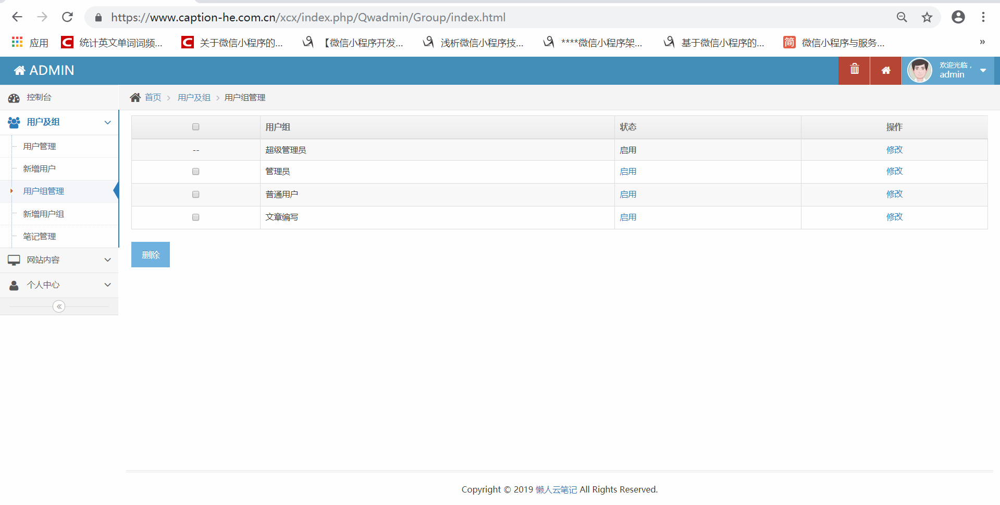 https://www.caption-he.com.cn/xcx/index.php/Qwadmin/Group/index.html
应用 统计英文单词词频... 关于微信小程序的... 【微信小程序开发... 浅析微信小程序技... ****微信小程序架... 基于微信小程序的... 简 微信小程序与服务... »
ADMIN
欢迎光临，
admin
控制台
用户及组
用户管理
新增用户
用户组管理
新增用户组
笔记管理
网站内容
个人中心
首页 > 用户及组 > 用户组管理
用户组 状态 操作
-- 超级管理员 启用 修改
管理员 启用 修改
普通用户 启用 修改
文章编写 启用 修改
删除
Copyright © 2019 懒人云笔记 All Rights Reserved.